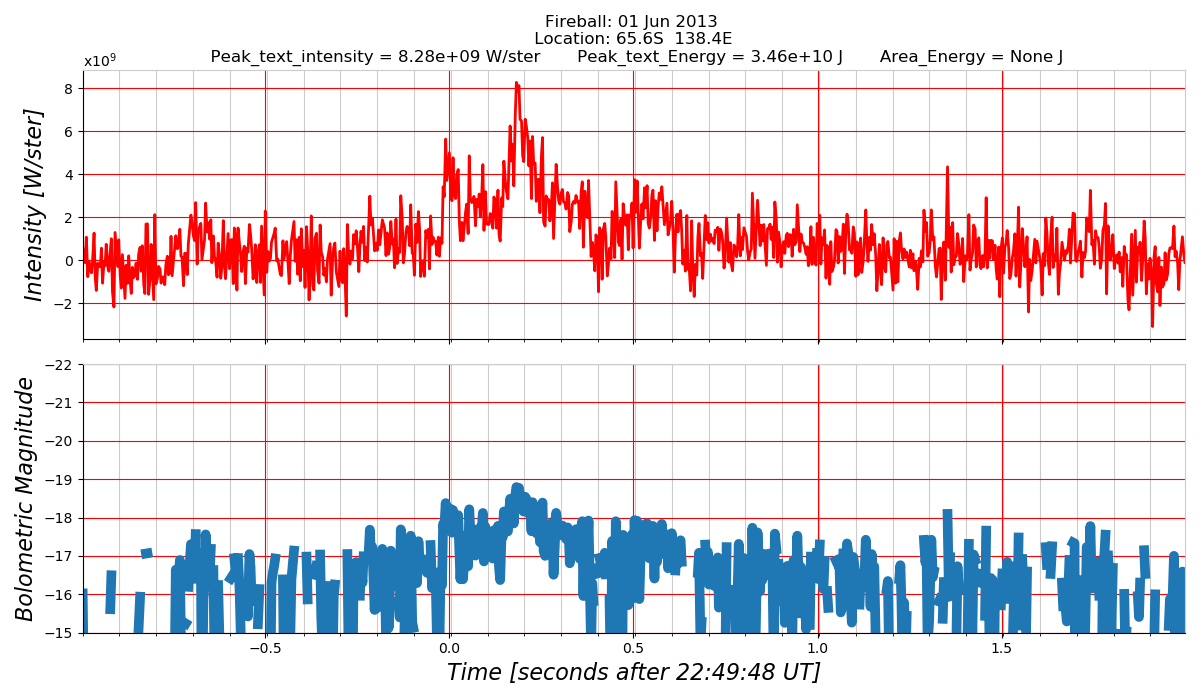 Fireball: 01 Jun 2013
Location: 65.6S  138.4E
Peak_text_intensity = 8.28e+09 W/ster   Peak_text_Energy = 3.46e+10 J   Area_Energy = None J
x10⁹
Intensity [W/ster]
8
6
4
2
0
−2
Bolometric Magnitude
−22
−21
−20
−19
−18
−17
−16
−15
−0.5 0.0 0.5 1.0 1.5
Time [seconds after 22:49:48 UT]